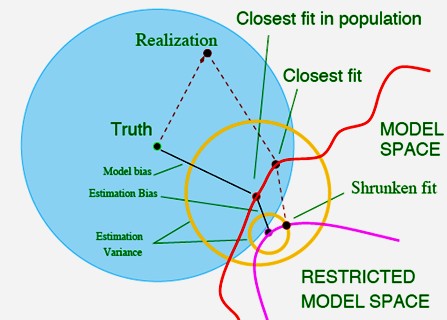 Closest fit in population
Realization
Closest fit
Truth
MODEL
SPACE
Model bias
Shrunken fit
Estimation Bias
Estimation
Variance
RESTRICTED
MODEL SPACE